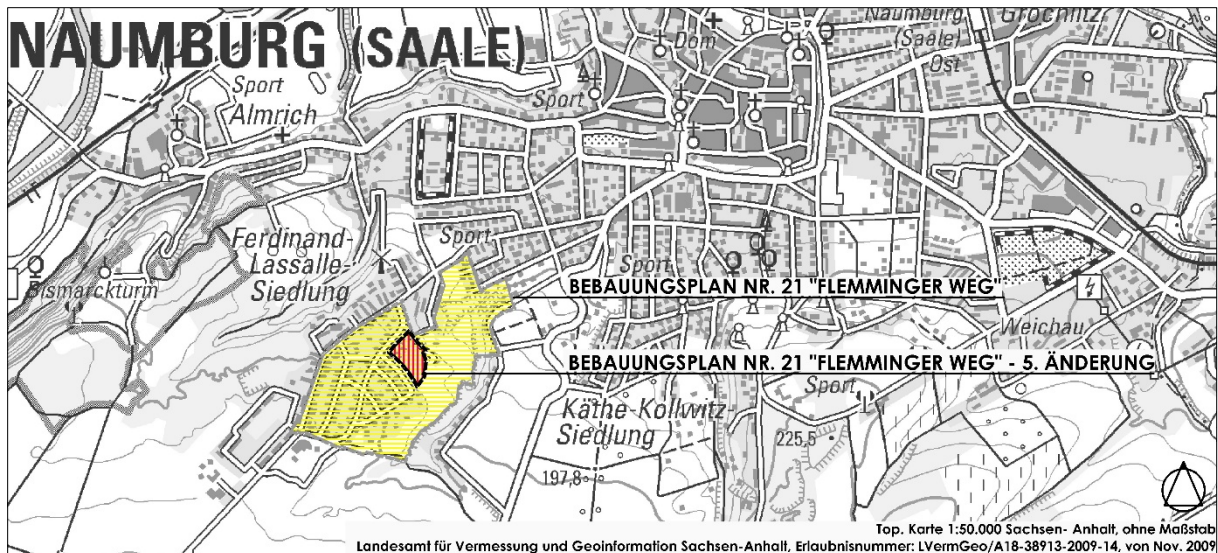 NAUMBURG (SAALE)
Naumburg
(Saale)
Ost
Grochlitz
Dom
Sport
Almrich
Sport
Ferdinand-
Lassalle-
Siedlung
Sport
Bismarckturm
Sport
BEBAUUNGSPLAN NR. 21 "FLEMMINGER WEG"
Weichau
BEBAUUNGSPLAN NR. 21 "FLEMMINGER WEG" - 5. ÄNDERUNG
Sport
Käthe-Kollwitz-
Siedlung
225,5
197,8
Top. Karte 1:50.000 Sachsen- Anhalt, ohne Maßstab
Landesamt für Vermessung und Geoinformation Sachsen-Anhalt, Erlaubnisnummer: LVermGeo/A18-38913-2009-14, von Nov. 2009